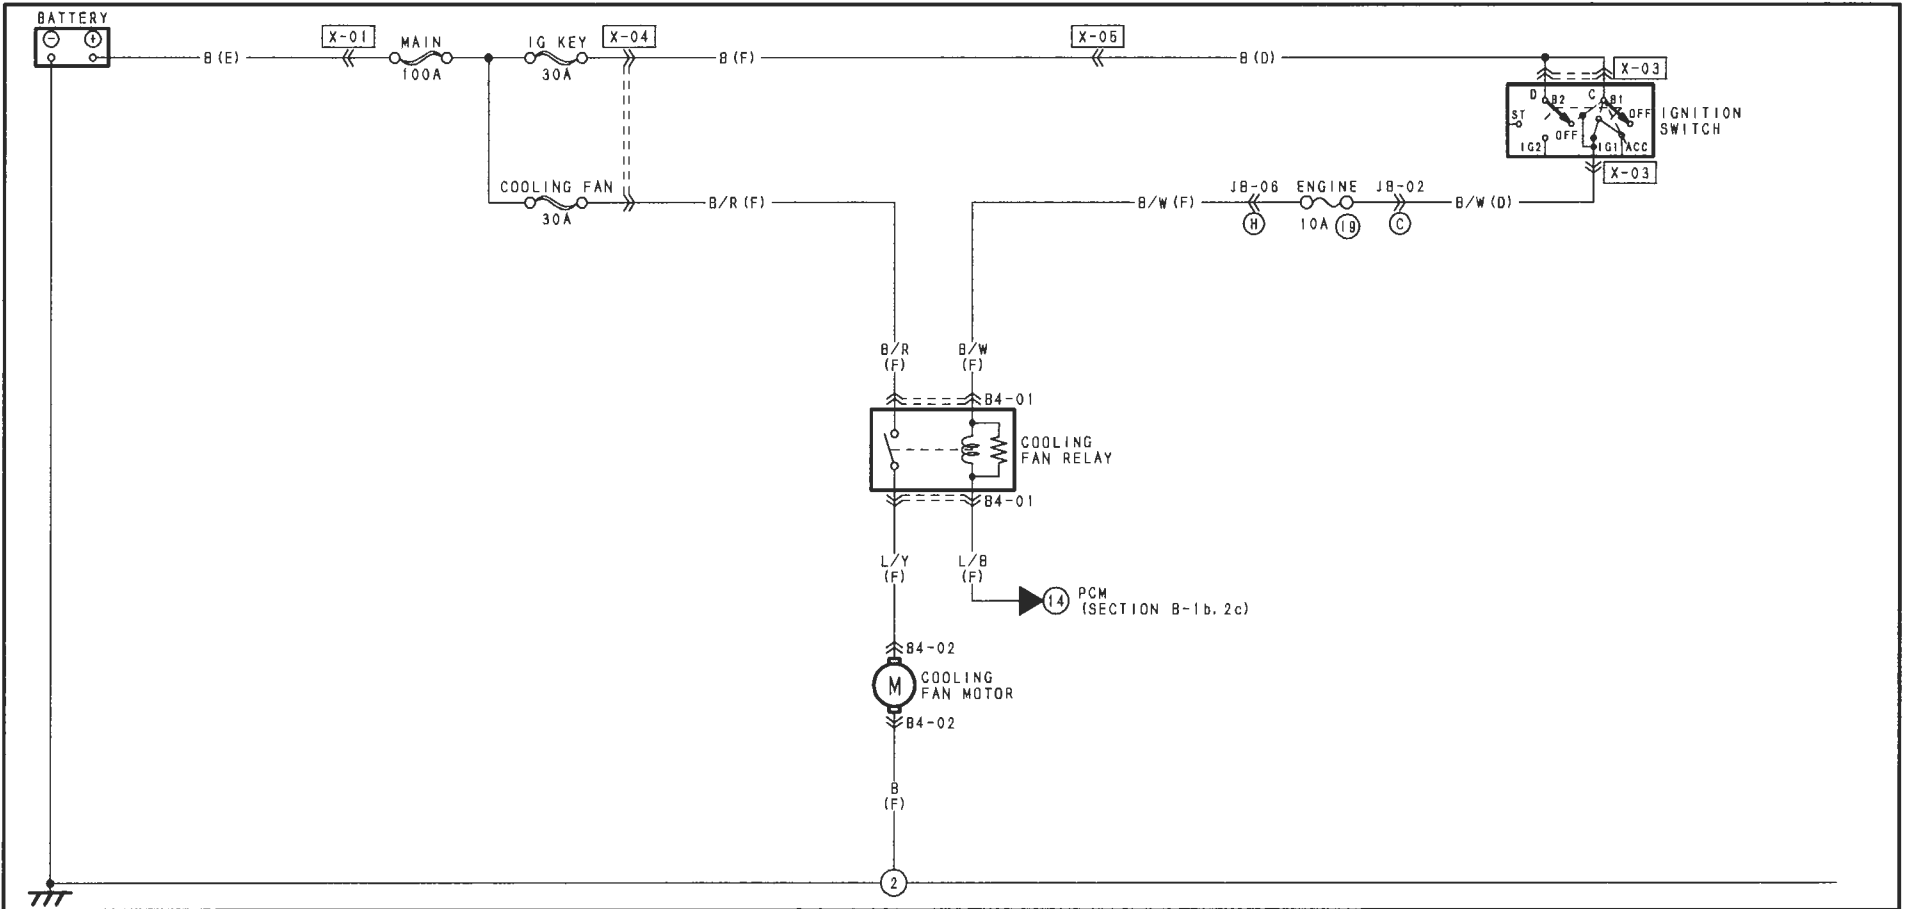 BATTERY
− +
B(E)
X-01
MAIN
100A
IG KEY
30A
X-04
B(F)
X-05
B(D)
X-03
D B2 C B1
ST
OFF
OFF
IG2 IG1 ACC
IGNITION
SWITCH
X-03
COOLING FAN
30A
B/R(F)
B/W(F)
JB-06
H
ENGINE
10A 19
JB-02
C
B/W(D)
B/R
(F)
B/W
(F)
B4-01
COOLING
FAN RELAY
B4-01
L/Y
(F)
L/B
(F)
14 PCM
(SECTION B-1b,2c)
B4-02
M
COOLING
FAN MOTOR
B4-02
B
(F)
2